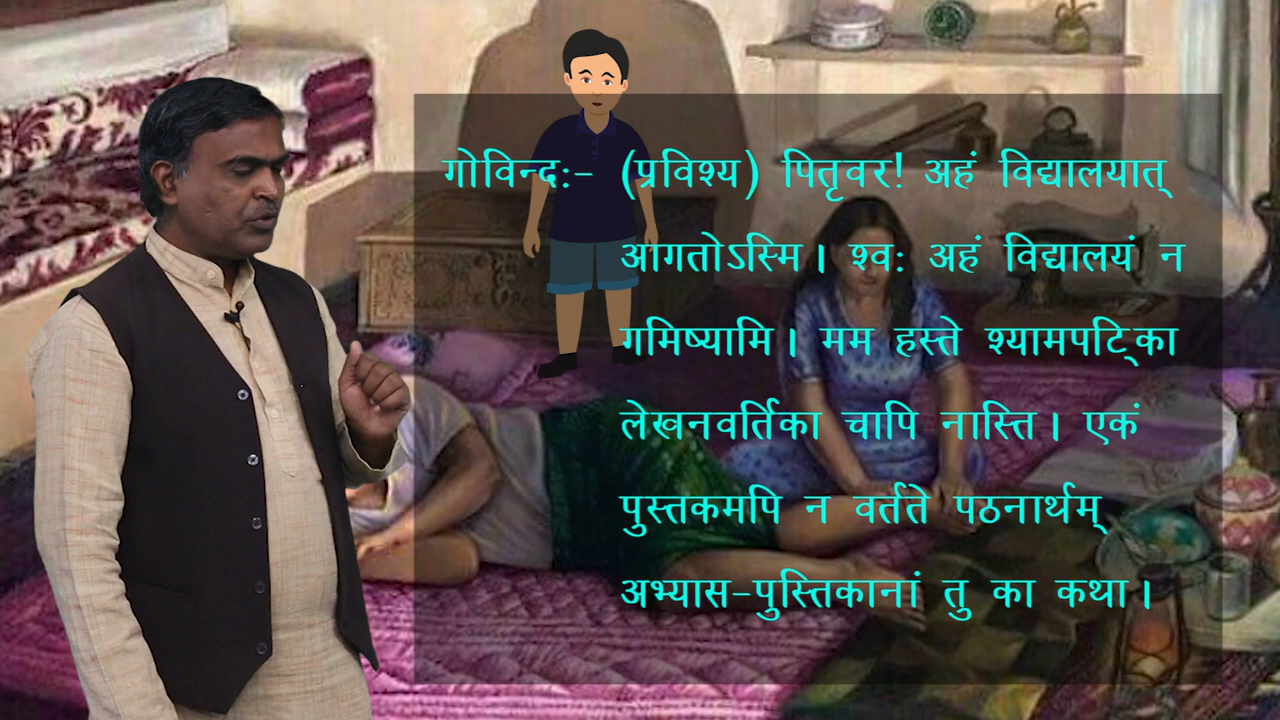 गोविन्दः- (प्रविश्य) पितृवर! अहं विद्यालयात्
आगतोऽस्मि। श्वः अहं विद्यालयं न
गमिष्यामि। मम हस्ते श्यामपटि्का
लेखनवर्तिका चापि नास्ति। एकं
पुस्तकमपि न वर्तते पठनार्थम्
अभ्यास-पुस्तिकानां तु का कथा।